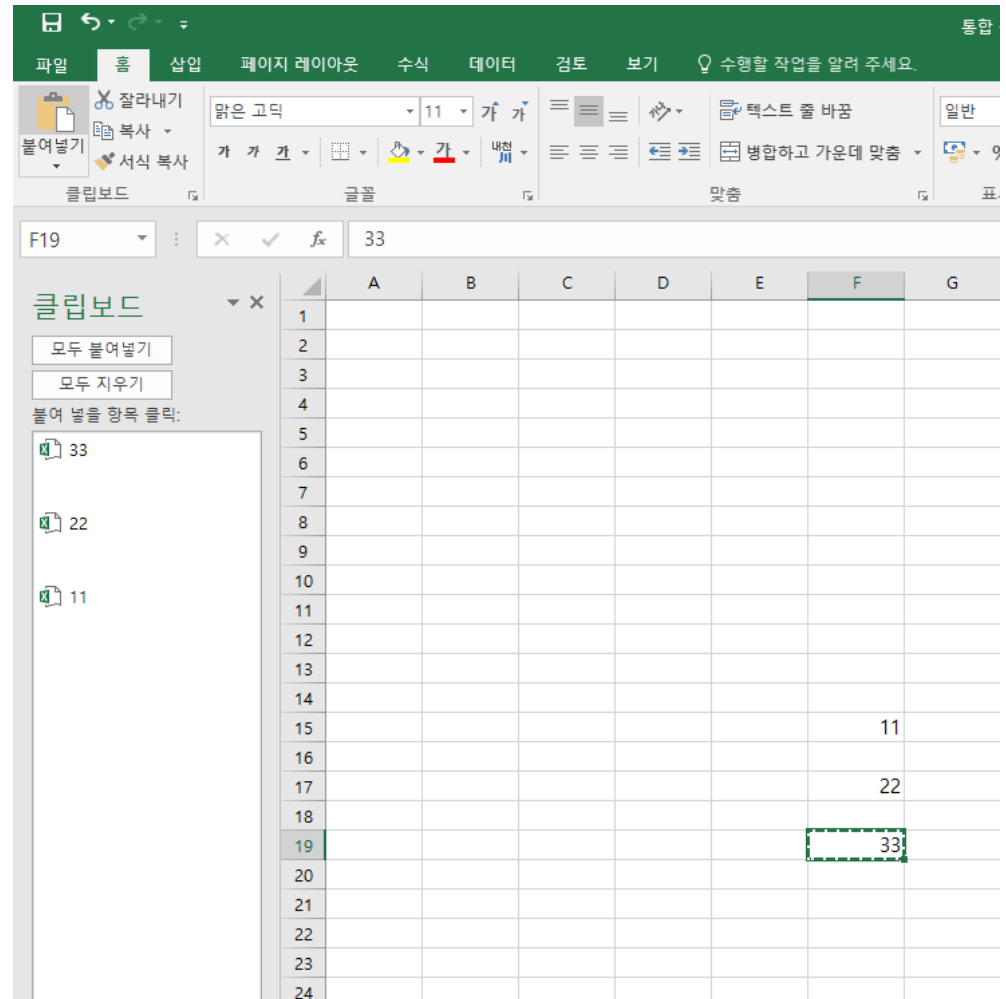 통합
파일 홈 삽입 페이지 레이아웃 수식 데이터 검토 보기 수행할 작업을 알려 주세요.
붙여넣기
잘라내기
복사
서식 복사
클립보드
맑은 고딕 11 가 가
가 가 가 가 내천 川
글꼴
텍스트 줄 바꿈
병합하고 가운데 맞춤
맞춤
일반
%
F19 fx 33
클립보드
모두 붙여넣기
모두 지우기
붙여 넣을 항목 클릭:
33
22
11
A B C D E F G
1
2
3
4
5
6
7
8
9
10
11
12
13
14
15 11
16
17 22
18
19 33
20
21
22
23
24